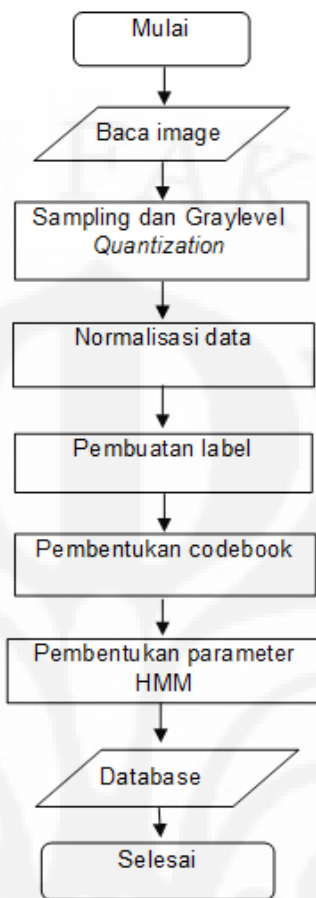 Mulai
Baca image
Sampling dan Graylevel
Quantization
Normalisasi data
Pembuatan label
Pembentukan codebook
Pembentukan parameter
HMM
Database
Selesai